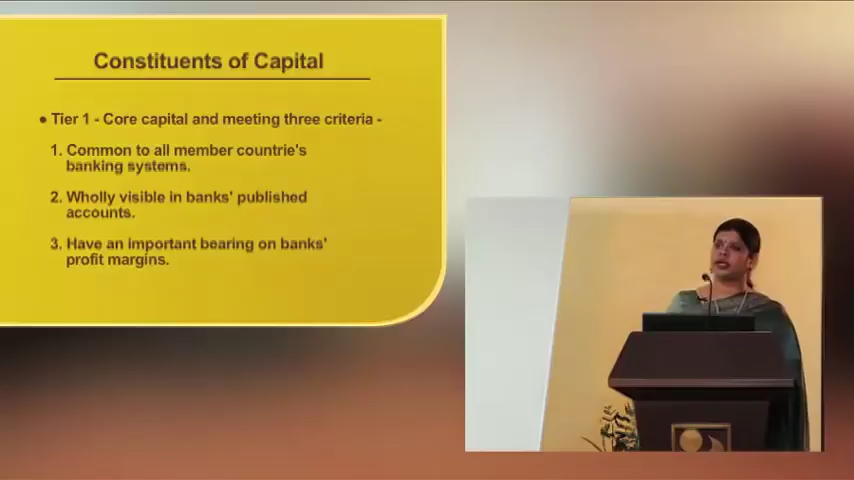 Constituents of Capital
● Tier 1 - Core capital and meeting three criteria -
1. Common to all member countrie's
banking systems.
2. Wholly visible in banks' published
accounts.
3. Have an important bearing on banks'
profit margins.